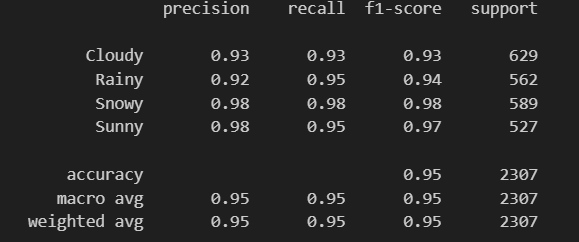 precision recall f1-score support
Cloudy 0.93 0.93 0.93 629
Rainy 0.92 0.95 0.94 562
Snowy 0.98 0.98 0.98 589
Sunny 0.98 0.95 0.97 527
accuracy 0.95 2307
macro avg 0.95 0.95 0.95 2307
weighted avg 0.95 0.95 0.95 2307